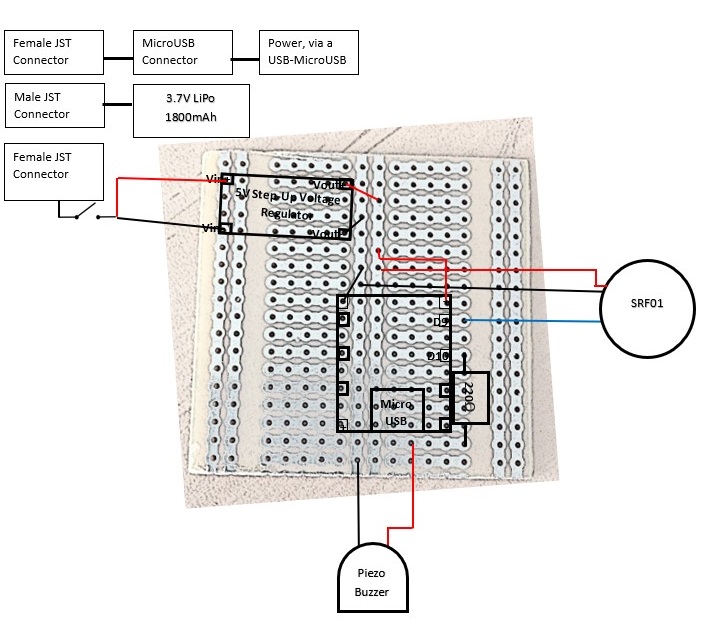 Female JST
Connector
MicroUSB
Connector
Power, via a
USB-MicroUSB
Male JST
Connector
3.7V LiPo
1800mAh
Female JST
Connector
Vin+
Vout+
5V Step-Up Voltage
Regulator
Vin-
Vout-
SRF01
D9
D10
220Ω
Micro
USB
Piezo
Buzzer